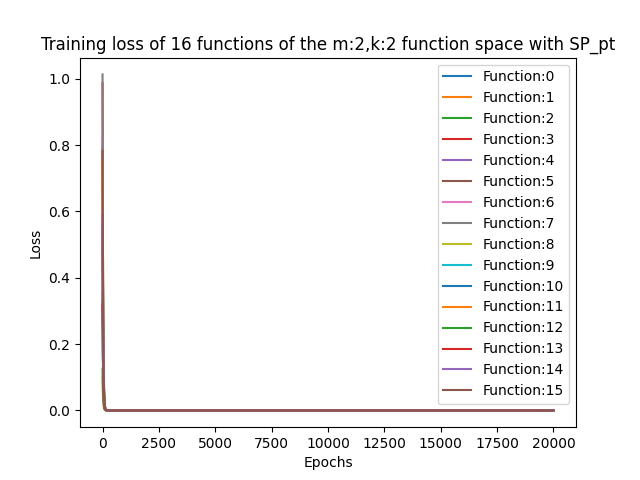 Training loss of 16 functions of the m:2,k:2 function space with SP_pt
Loss
1.0
0.8
0.6
0.4
0.2
0.0
Function:0
Function:1
Function:2
Function:3
Function:4
Function:5
Function:6
Function:7
Function:8
Function:9
Function:10
Function:11
Function:12
Function:13
Function:14
Function:15
0 2500 5000 7500 10000 12500 15000 17500 20000
Epochs